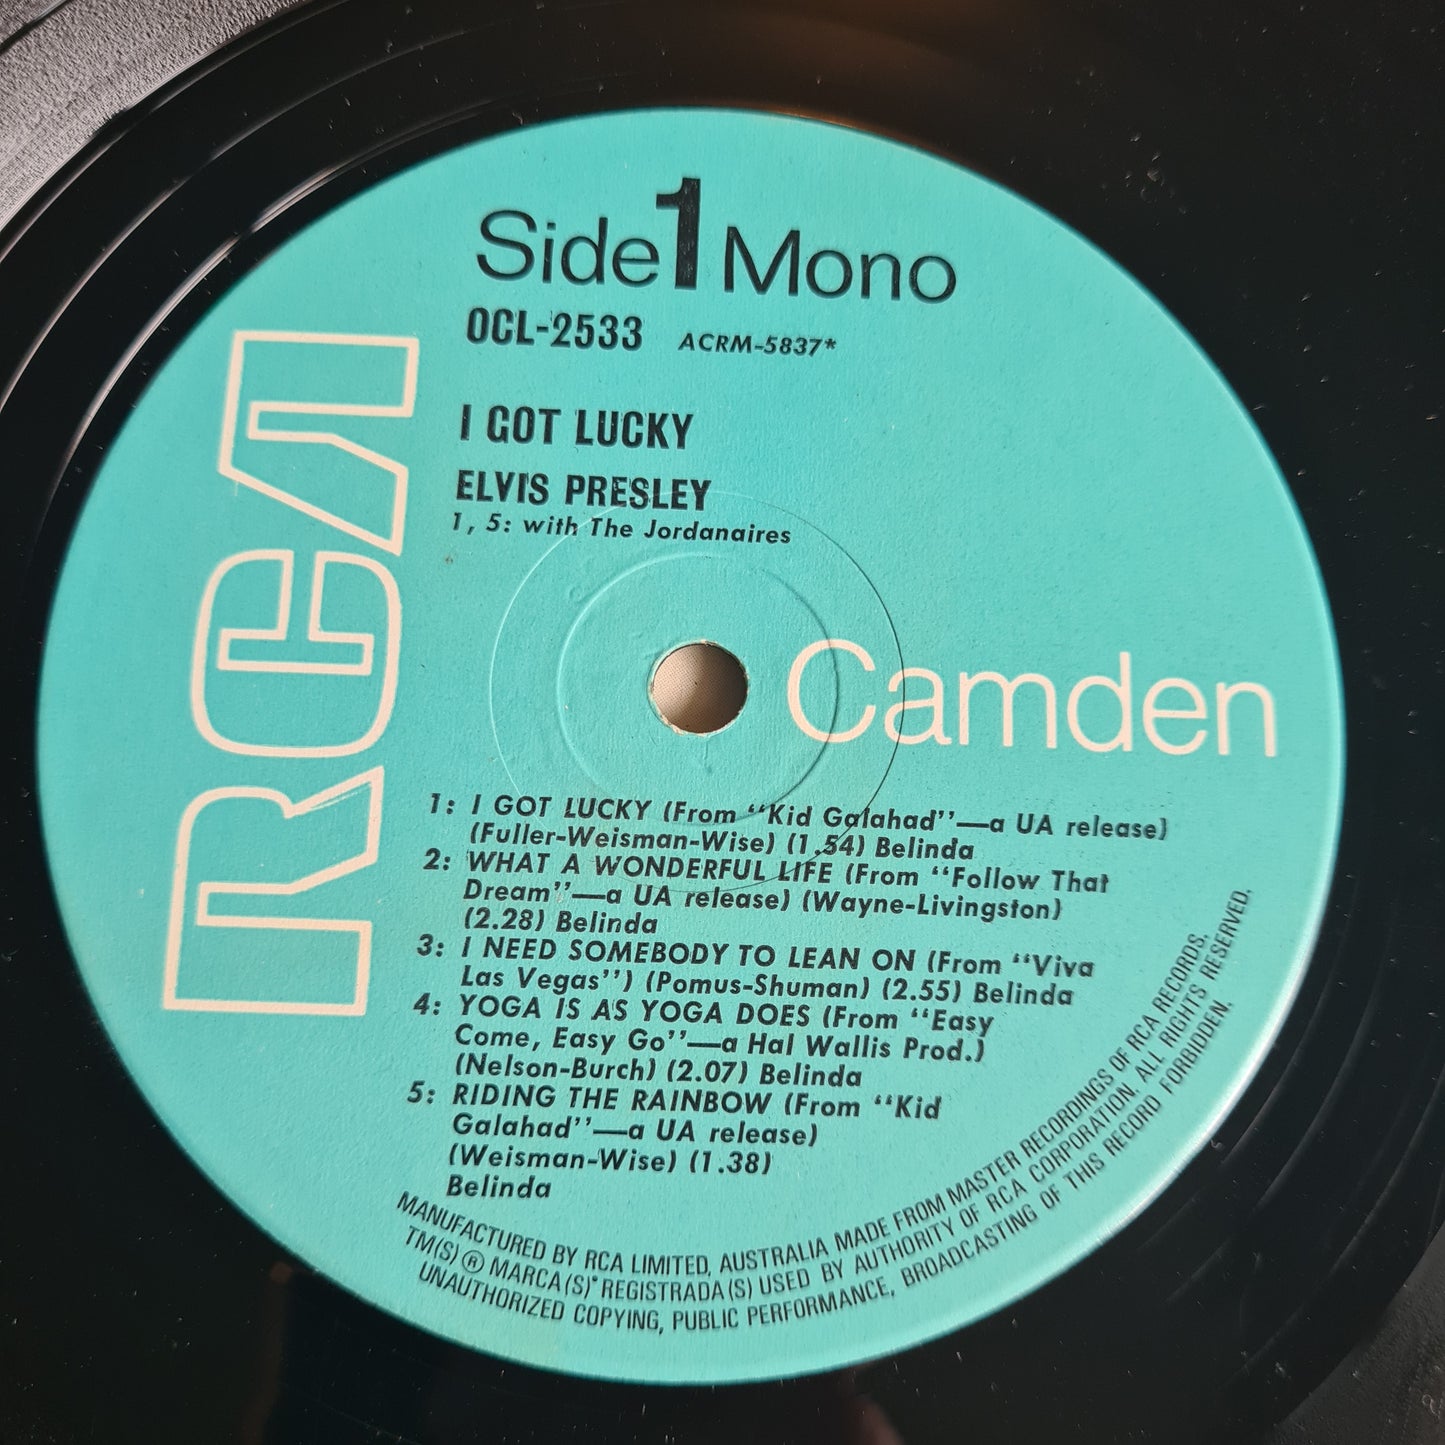 Side 1 Mono
OCL-2533 ACRM-5837*
I GOT LUCKY
ELVIS PRESLEY
1, 5: with The Jordanaires
RCA
Camden
1: I GOT LUCKY (From "Kid Galahad"—a UA release)
(Fuller-Weisman-Wise) (1.54) Belinda
2: WHAT A WONDERFUL LIFE (From "Follow That
Dream"—a UA release) (Wayne-Livingston)
(2.28) Belinda
3: I NEED SOMEBODY TO LEAN ON (From "Viva
Las Vegas") (Pomus-Shuman) (2.55) Belinda
4: YOGA IS AS YOGA DOES (From "Easy
Come, Easy Go"—a Hal Wallis Prod.)
(Nelson-Burch) (2.07) Belinda
5: RIDING THE RAINBOW (From "Kid
Galahad"—a UA release)
(Weisman-Wise) (1.38)
Belinda
MANUFACTURED BY RCA LIMITED, AUSTRALIA MADE FROM MASTER RECORDINGS OF RCA RECORDS.
TM(S) ® MARCA(S) REGISTRADA(S) USED BY AUTHORITY OF RCA CORPORATION. ALL RIGHTS RESERVED.
UNAUTHORIZED COPYING, PUBLIC PERFORMANCE, BROADCASTING OF THIS RECORD FORBIDDEN.